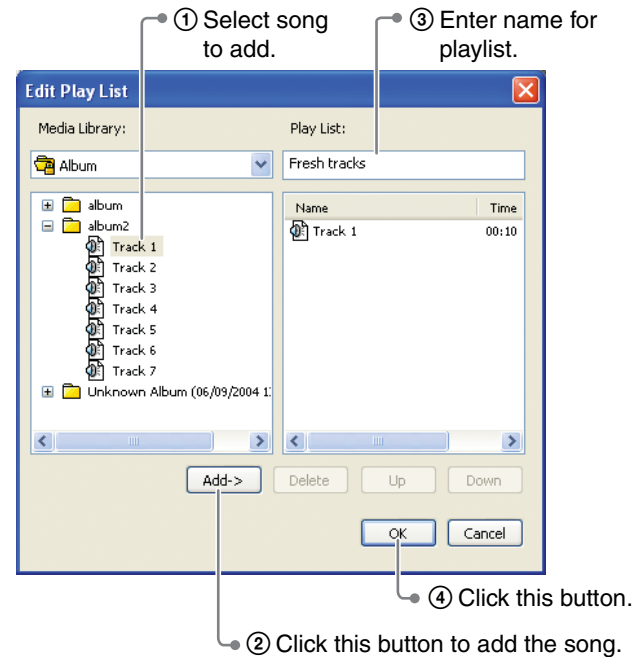 ① Select song
to add.
③ Enter name for
playlist.
Edit Play List
Media Library:
Play List:
Album
Fresh tracks
album
album2
Track 1
Track 2
Track 3
Track 4
Track 5
Track 6
Track 7
Unknown Album (06/09/2004 1
Name Time
Track 1 00:10
Add-> Delete Up Down
OK Cancel
④ Click this button.
② Click this button to add the song.